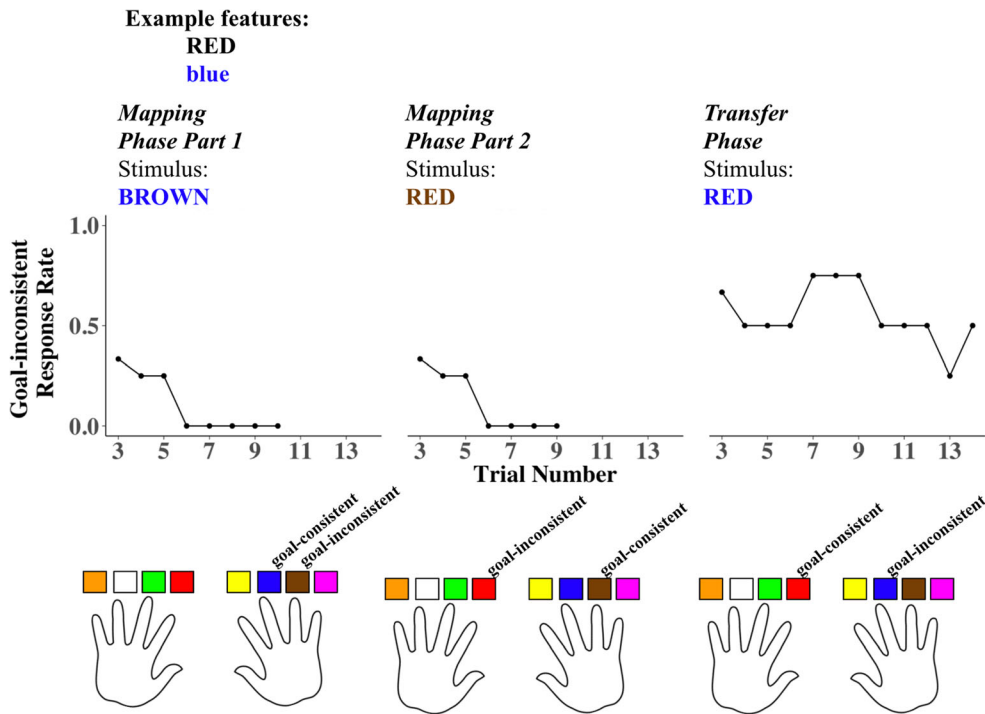 Example features:
RED
blue
Mapping
Phase Part 1
Stimulus:
BROWN
Mapping
Phase Part 2
Stimulus:
RED
Transfer
Phase
Stimulus:
RED
Goal-inconsistent
Response Rate
1.0
0.5
0.0
3 5 7 9 11 13
3 5 7 9 11 13
3 5 7 9 11 13
Trial Number
goal-consistent
goal-inconsistent
goal-inconsistent
goal-consistent
goal-consistent
goal-inconsistent